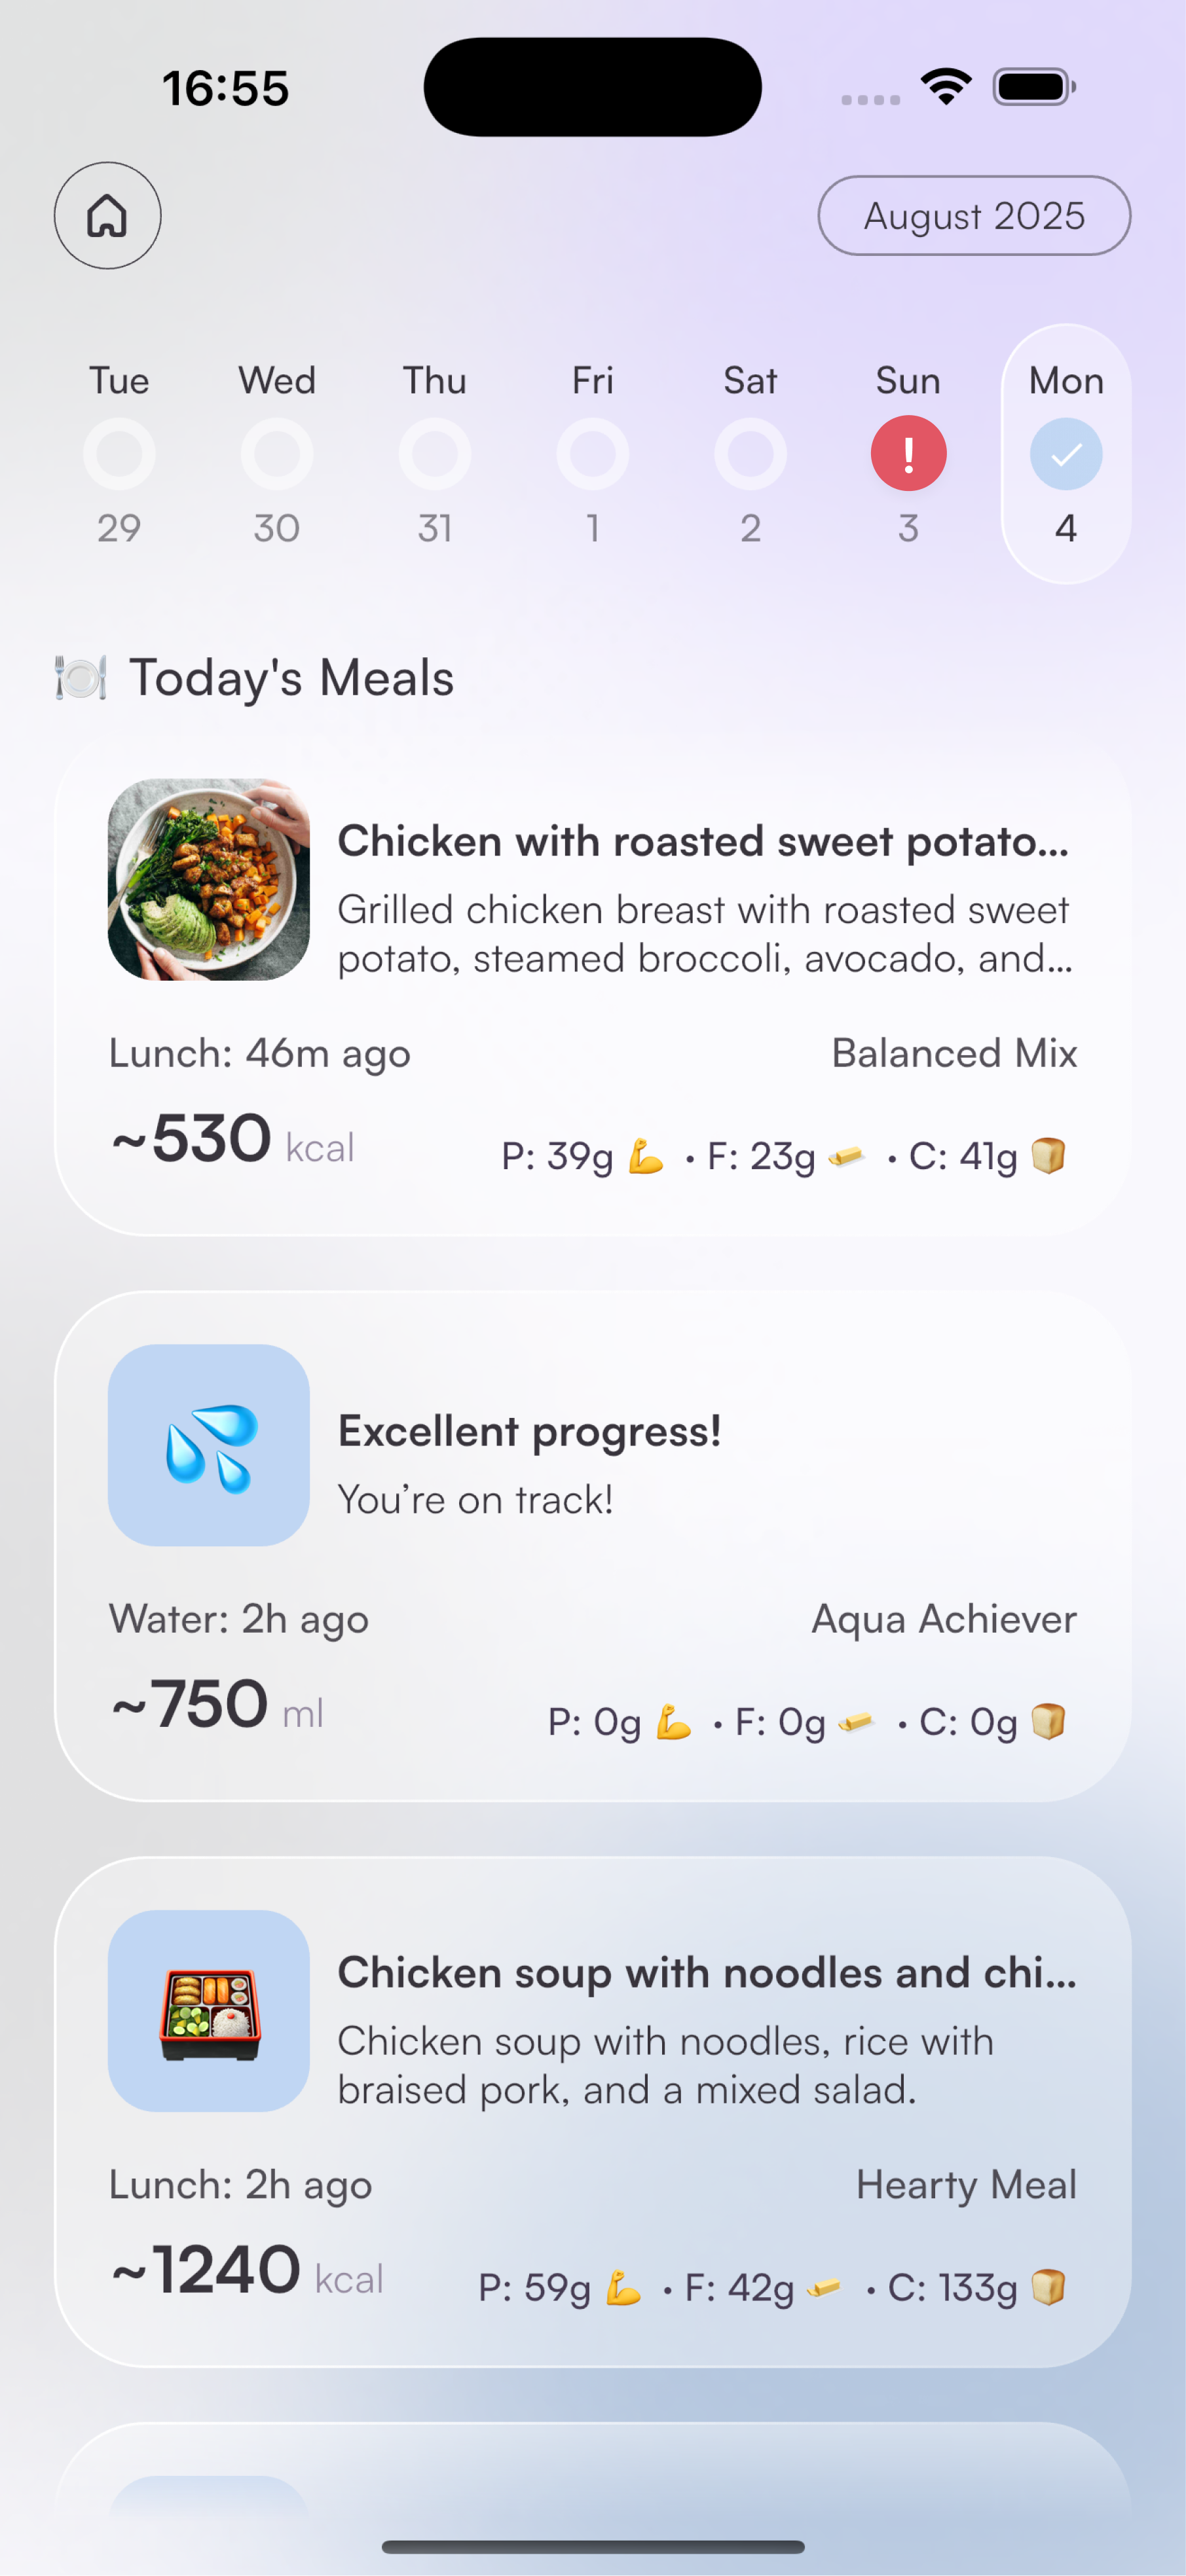 16:55
August 2025
Tue Wed Thu Fri Sat Sun Mon
29 30 31 1 2 3 4
🍽️ Today's Meals
Chicken with roasted sweet potato...
Grilled chicken breast with roasted sweet
potato, steamed broccoli, avocado, and...
Lunch: 46m ago
Balanced Mix
~530 kcal
P: 39g 💪 · F: 23g 🧈 · C: 41g 🍞
Excellent progress!
You’re on track!
Water: 2h ago
Aqua Achiever
~750 ml
P: 0g 💪 · F: 0g 🧈 · C: 0g 🍞
Chicken soup with noodles and chi...
Chicken soup with noodles, rice with
braised pork, and a mixed salad.
Lunch: 2h ago
Hearty Meal
~1240 kcal
P: 59g 💪 · F: 42g 🧈 · C: 133g 🍞